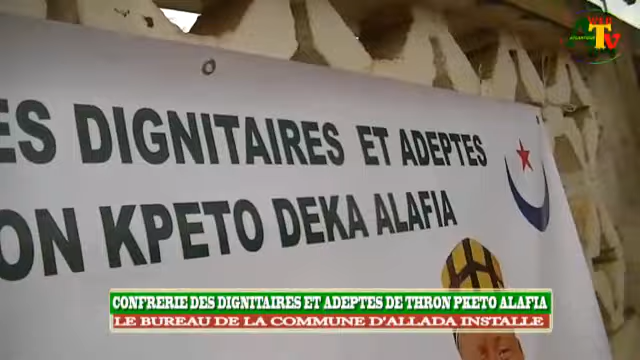 ES DIGNITAIRES ET ADEPTES
ON KPETO DEKA ALAFIA
CONFRERIE DES DIGNITAIRES ET ADEPTES DE THRON PKETO ALAFIA
LE BUREAU DE LA COMMUNE D'ALLADA INSTALLE